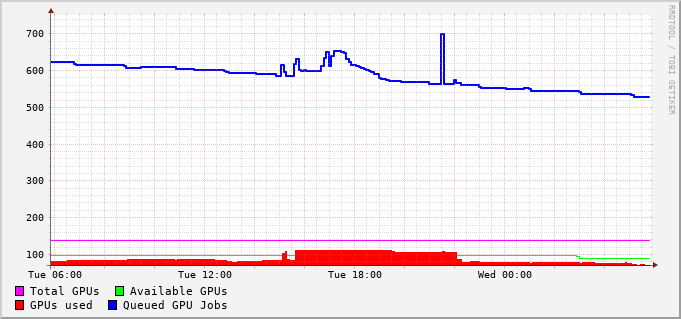 700
600
500
400
300
200
100
Tue 06:00 Tue 12:00 Tue 18:00 Wed 00:00
Total GPUs Available GPUs
GPUs used Queued GPU Jobs
RRDTOOL / TOBI OETIKER